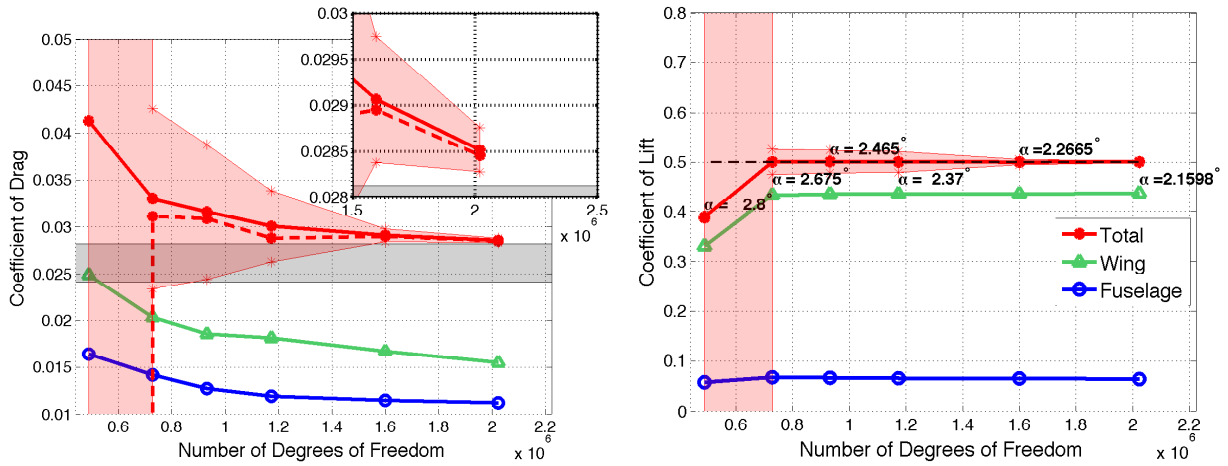 0.05
0.045
0.04
0.035
0.03
0.025
0.02
0.015
0.01
Coefficient of Drag
0.6 0.8 1 1.2 1.4 1.6 1.8 2 2.2
Number of Degrees of Freedom
x 10^6
0.03
0.0295
0.029
0.0285
0.028
1.5 2 2.5
x 10^6
0.8
0.7
0.6
0.5
0.4
0.3
0.2
0.1
0
Coefficient of Lift
α = 2.465°
α = 2.2665°
α = 2.675°
α = 2.37°
α = 2.1598°
α = 2.8°
Total
Wing
Fuselage
0.6 0.8 1 1.2 1.4 1.6 1.8 2 2.2
Number of Degrees of Freedom
x 10^6